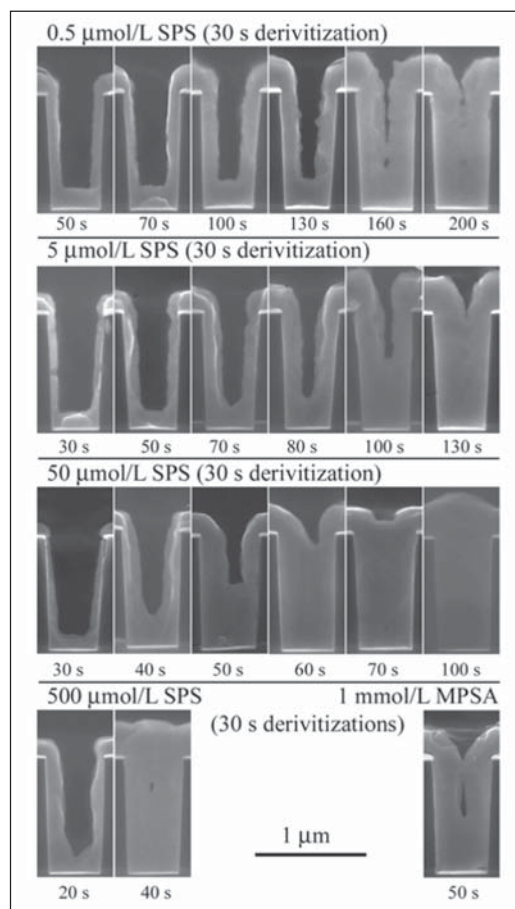 0.5 μmol/L SPS (30 s derivitization)
50 s 70 s 100 s 130 s 160 s 200 s
5 μmol/L SPS (30 s derivitization)
30 s 50 s 70 s 80 s 100 s 130 s
50 μmol/L SPS (30 s derivitization)
30 s 40 s 50 s 60 s 70 s 100 s
500 μmol/L SPS 1 mmol/L MPSA
(30 s derivitizations)
1 μm
20 s 40 s 50 s